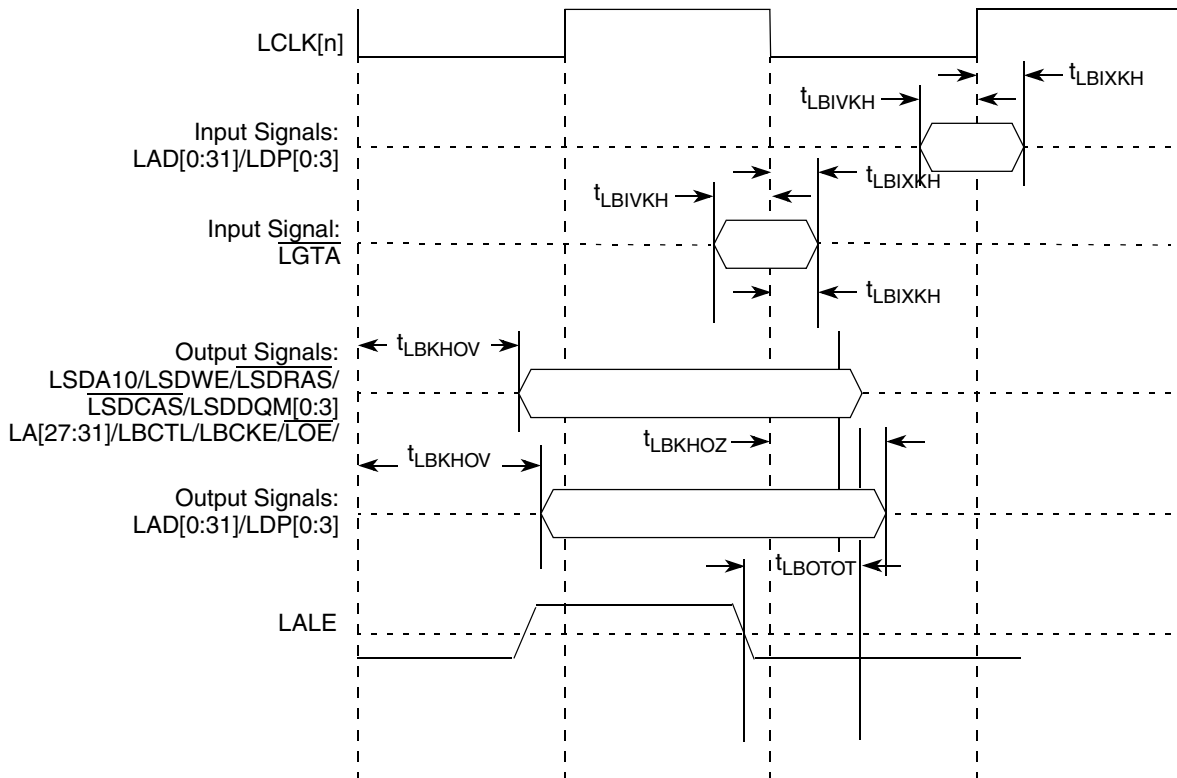 LCLK[n]
tLBIXKH
tLBIVKH
Input Signals:
LAD[0:31]/LDP[0:3]
tLBIXKH
tLBIVKH
Input Signal:
LGTA
tLBIXKH
tLBKHOV
Output Signals:
LSDA10/LSDWE/LSDRAS/
LSDCAS/LSDDQM[0:3]
LA[27:31]/LBCTL/LBCKE/LOE/
tLBKHOZ
tLBKHOV
Output Signals:
LAD[0:31]/LDP[0:3]
tLBOTOT
LALE